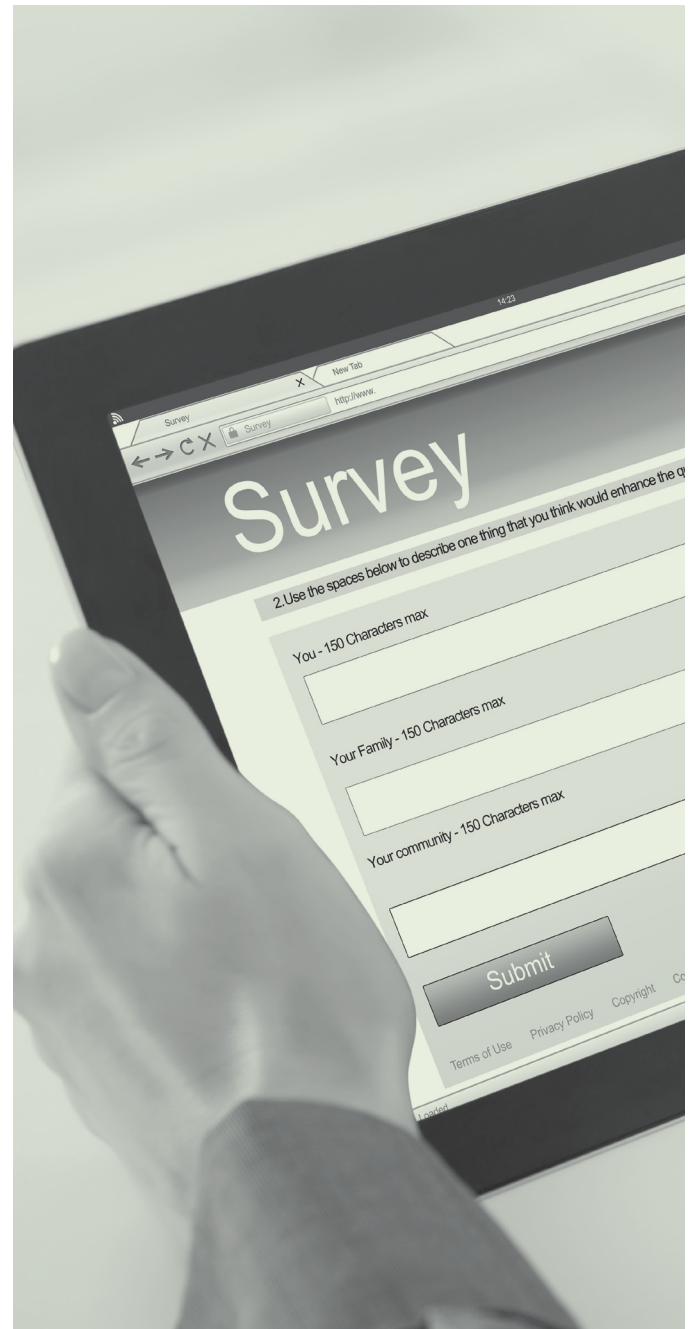 14:23
Survey X New Tab
Survey http://www.
Survey
2.Use the spaces below to describe one thing that you think would enhance the
You - 150 Characters max
Your Family - 150 Characters max
Your community - 150 Characters max
Submit
Terms of Use Privacy Policy Copyright
Loaded